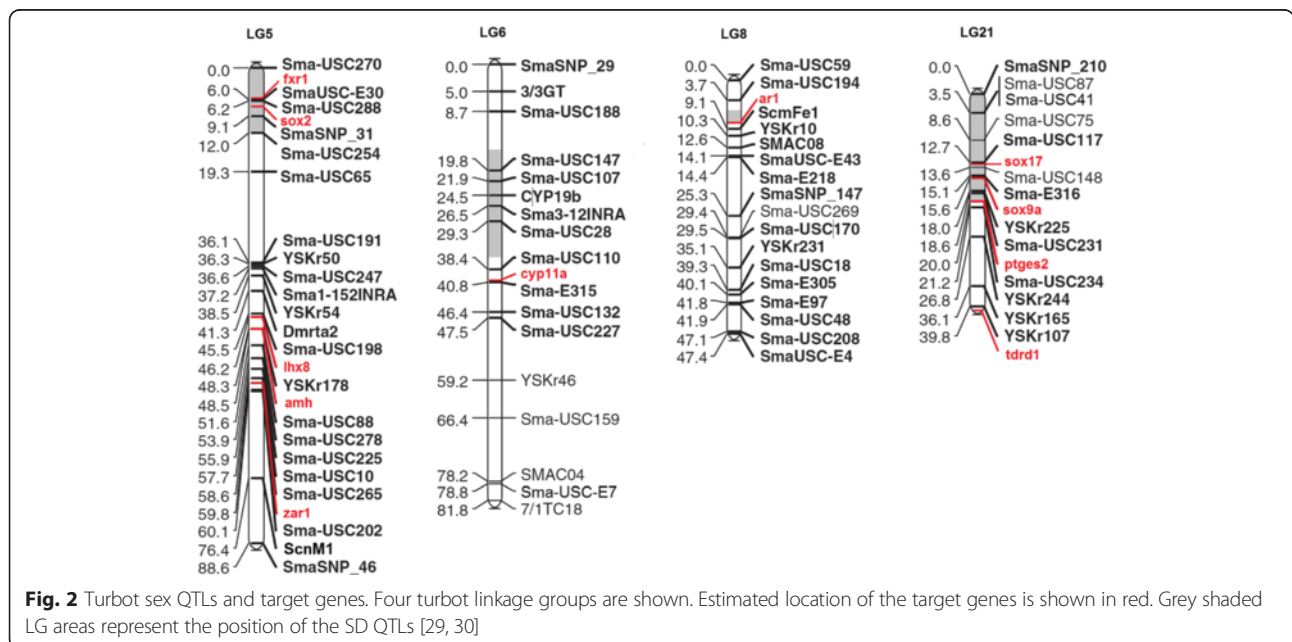 LG5
0.0
6.0
6.2
9.1
12.0
19.3
36.1
36.3
36.6
37.2
38.5
41.3
45.5
46.2
48.3
48.5
51.6
53.9
55.9
57.7
58.6
59.8
60.1
76.4
88.6
Sma-USC270
fxr1
SmaUSC-E30
Sma-USC288
sox2
SmaSNP_31
Sma-USC254
Sma-USC65
Sma-USC191
YSKr50
Sma-USC247
Sma1-152INRA
YSKr54
Dmrta2
Sma-USC198
lhx8
YSKr178
amh
Sma-USC88
Sma-USC278
Sma-USC225
Sma-USC10
Sma-USC265
zar1
Sma-USC202
ScnM1
SmaSNP_46
LG6
0.0
5.0
8.7
19.8
21.9
24.5
26.5
29.3
38.4
40.8
46.4
47.5
59.2
66.4
78.2
78.8
81.8
SmaSNP_29
3/3GT
Sma-USC188
Sma-USC147
Sma-USC107
CYP19b
Sma3-12INRA
Sma-USC28
Sma-USC110
cyp11a
Sma-E315
Sma-USC132
Sma-USC227
YSKr46
Sma-USC159
SMAC04
Sma-USC-E7
7/1TC18
LG8
0.0
3.7
9.1
10.3
12.6
14.1
14.4
25.3
29.4
29.5
35.1
39.3
40.1
41.8
41.9
47.1
47.4
Sma-USC59
Sma-USC194
ar1
ScmFe1
YSKr10
SMAC08
SmaUSC-E43
Sma-E218
SmaSNP_147
Sma-USC269
Sma-USC170
YSKr231
Sma-USC18
Sma-E305
Sma-E97
Sma-USC48
Sma-USC208
SmaUSC-E4
LG21
0.0
3.5
8.6
12.7
13.6
15.1
15.6
18.0
18.6
20.0
21.2
26.8
36.1
39.8
SmaSNP_210
Sma-USC87
Sma-USC41
Sma-USC75
Sma-USC117
sox17
Sma-USC148
Sma-E316
sox9a
YSKr225
Sma-USC231
ptges2
Sma-USC234
YSKr244
YSKr165
YSKr107
tdrd1
Fig. 2 Turbot sex QTLs and target genes. Four turbot linkage groups are shown. Estimated location of the target genes is shown in red. Grey shaded
LG areas represent the position of the SD QTLs [29, 30]